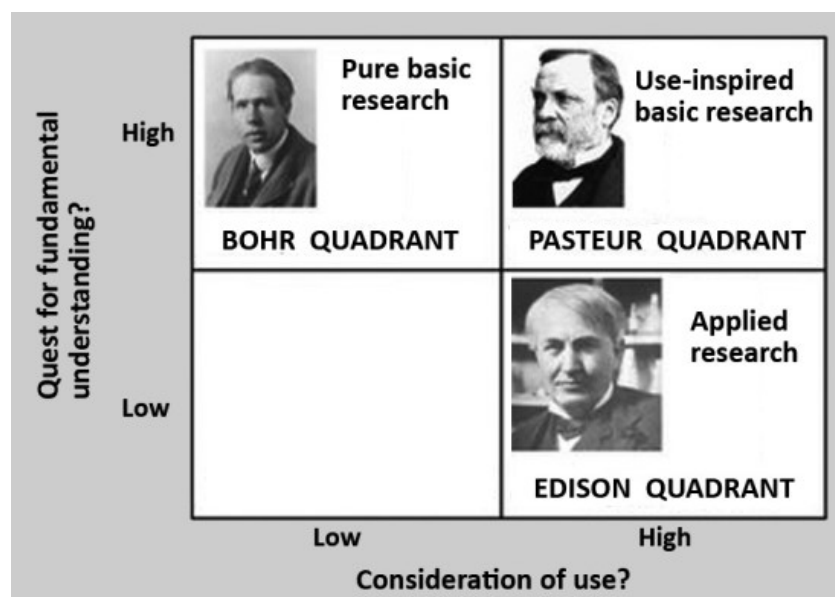 Quest for fundamental
understanding?
High
Low
Pure basic
research
BOHR QUADRANT
Use-inspired
basic research
PASTEUR QUADRANT
Applied
research
EDISON QUADRANT
Low
High
Consideration of use?